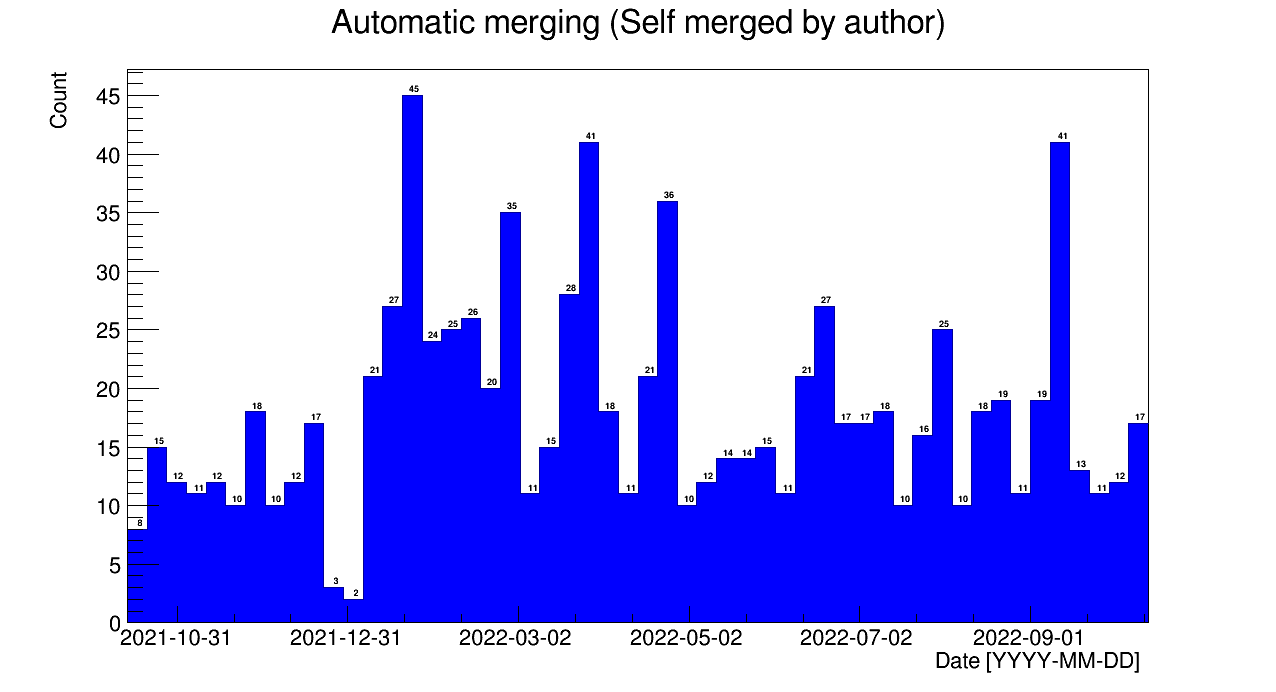 Automatic merging (Self merged by author)
Count
45
40
35
30
25
20
15
10
5
0
8 15 12 11 12 10 18 10 12 17 3 2 21 27 45 24 25 26 20 35 11 15 28 41 18 11 21 36 10 12 14 14 15 11 21 27 17 17 18 10 16 25 10 18 19 11 19 41 13 11 12 17
2021-10-31 2021-12-31 2022-03-02 2022-05-02 2022-07-02 2022-09-01
Date [YYYY-MM-DD]